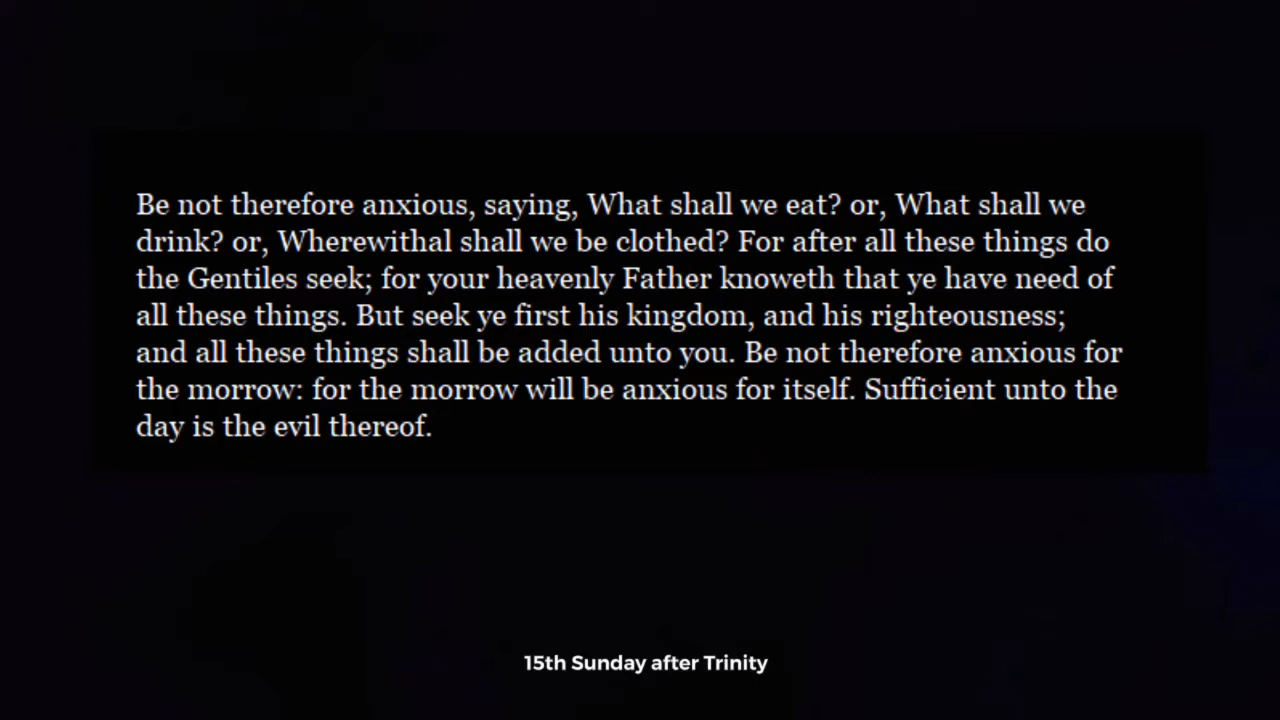 Be not therefore anxious, saying, What shall we eat? or, What shall we
drink? or, Wherewithal shall we be clothed? For after all these things do
the Gentiles seek; for your heavenly Father knoweth that ye have need of
all these things. But seek ye first his kingdom, and his righteousness;
and all these things shall be added unto you. Be not therefore anxious for
the morrow: for the morrow will be anxious for itself. Sufficient unto the
day is the evil thereof.
15th Sunday after Trinity